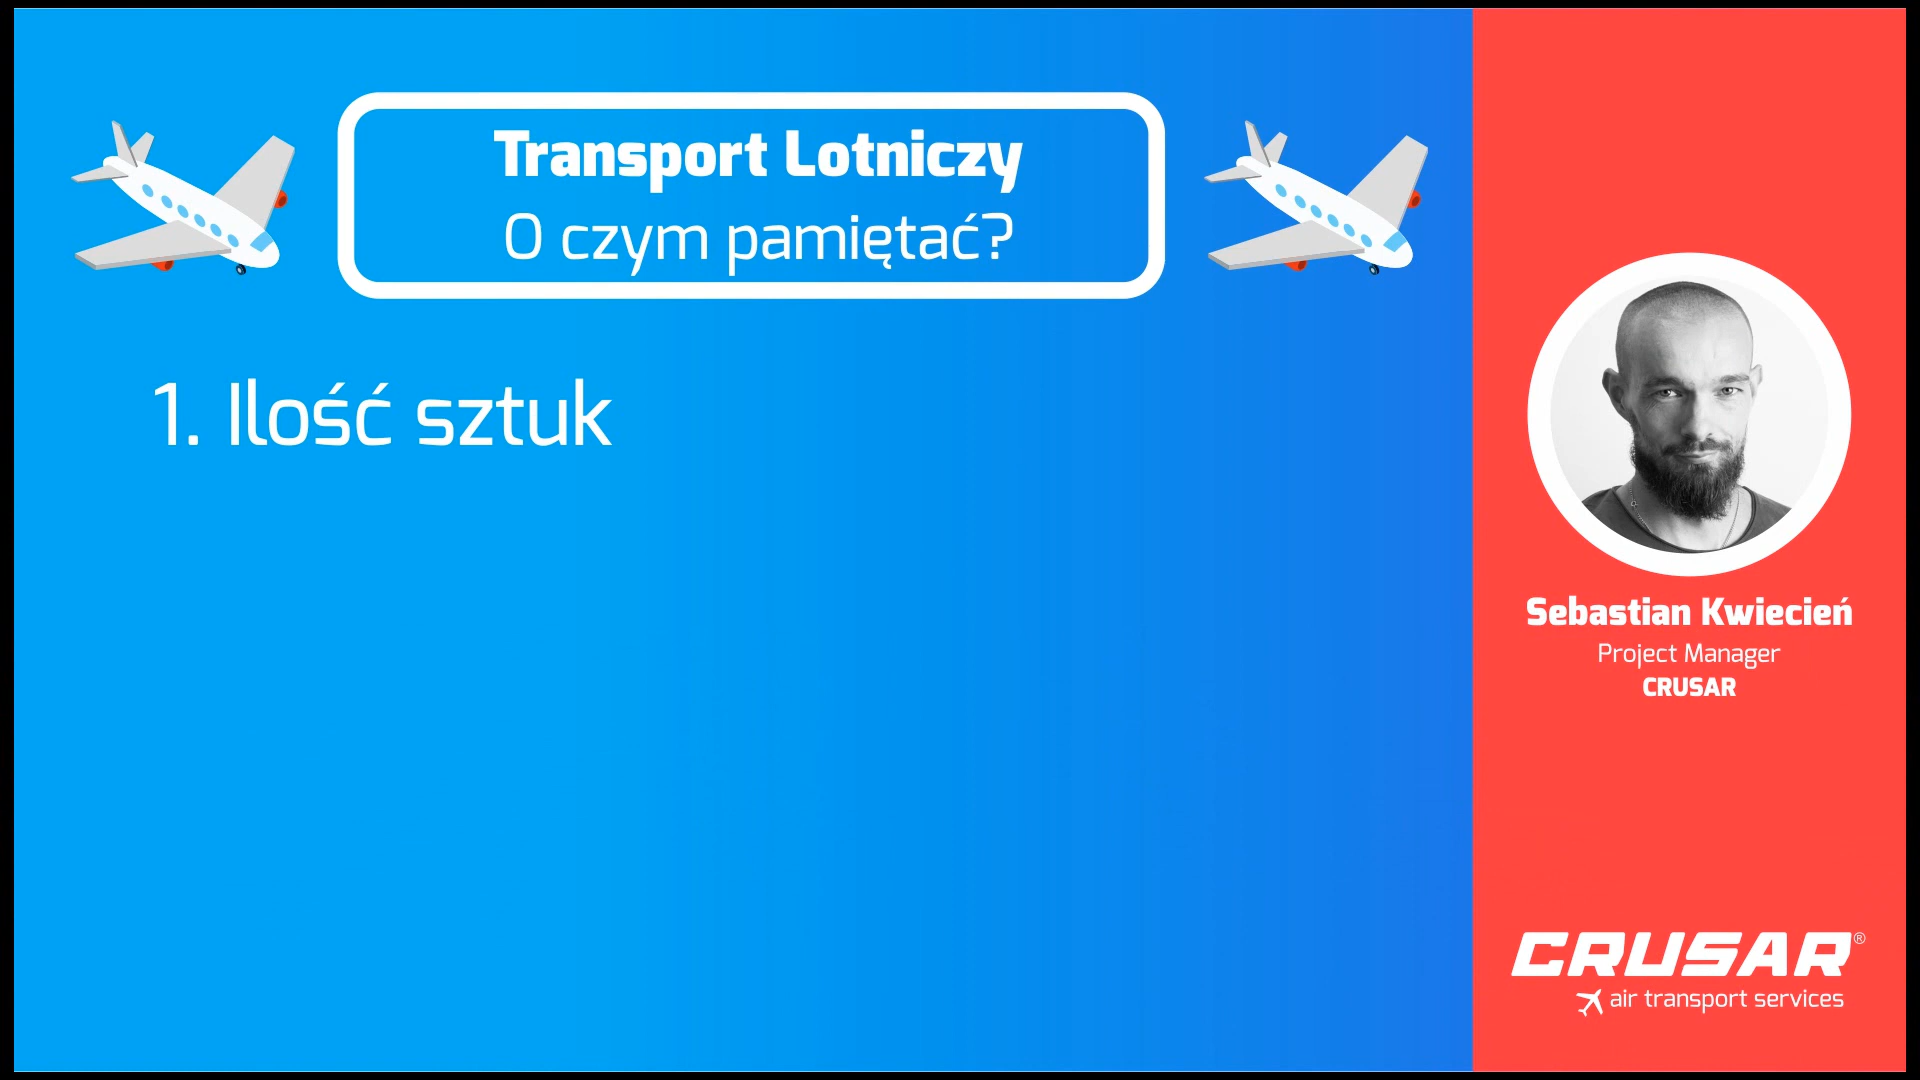 Transport Lotniczy
O czym pamiętać?
1. Ilość sztuk
Sebastian Kwiecień
Project Manager
CRUSAR
CRUSAR®
air transport services